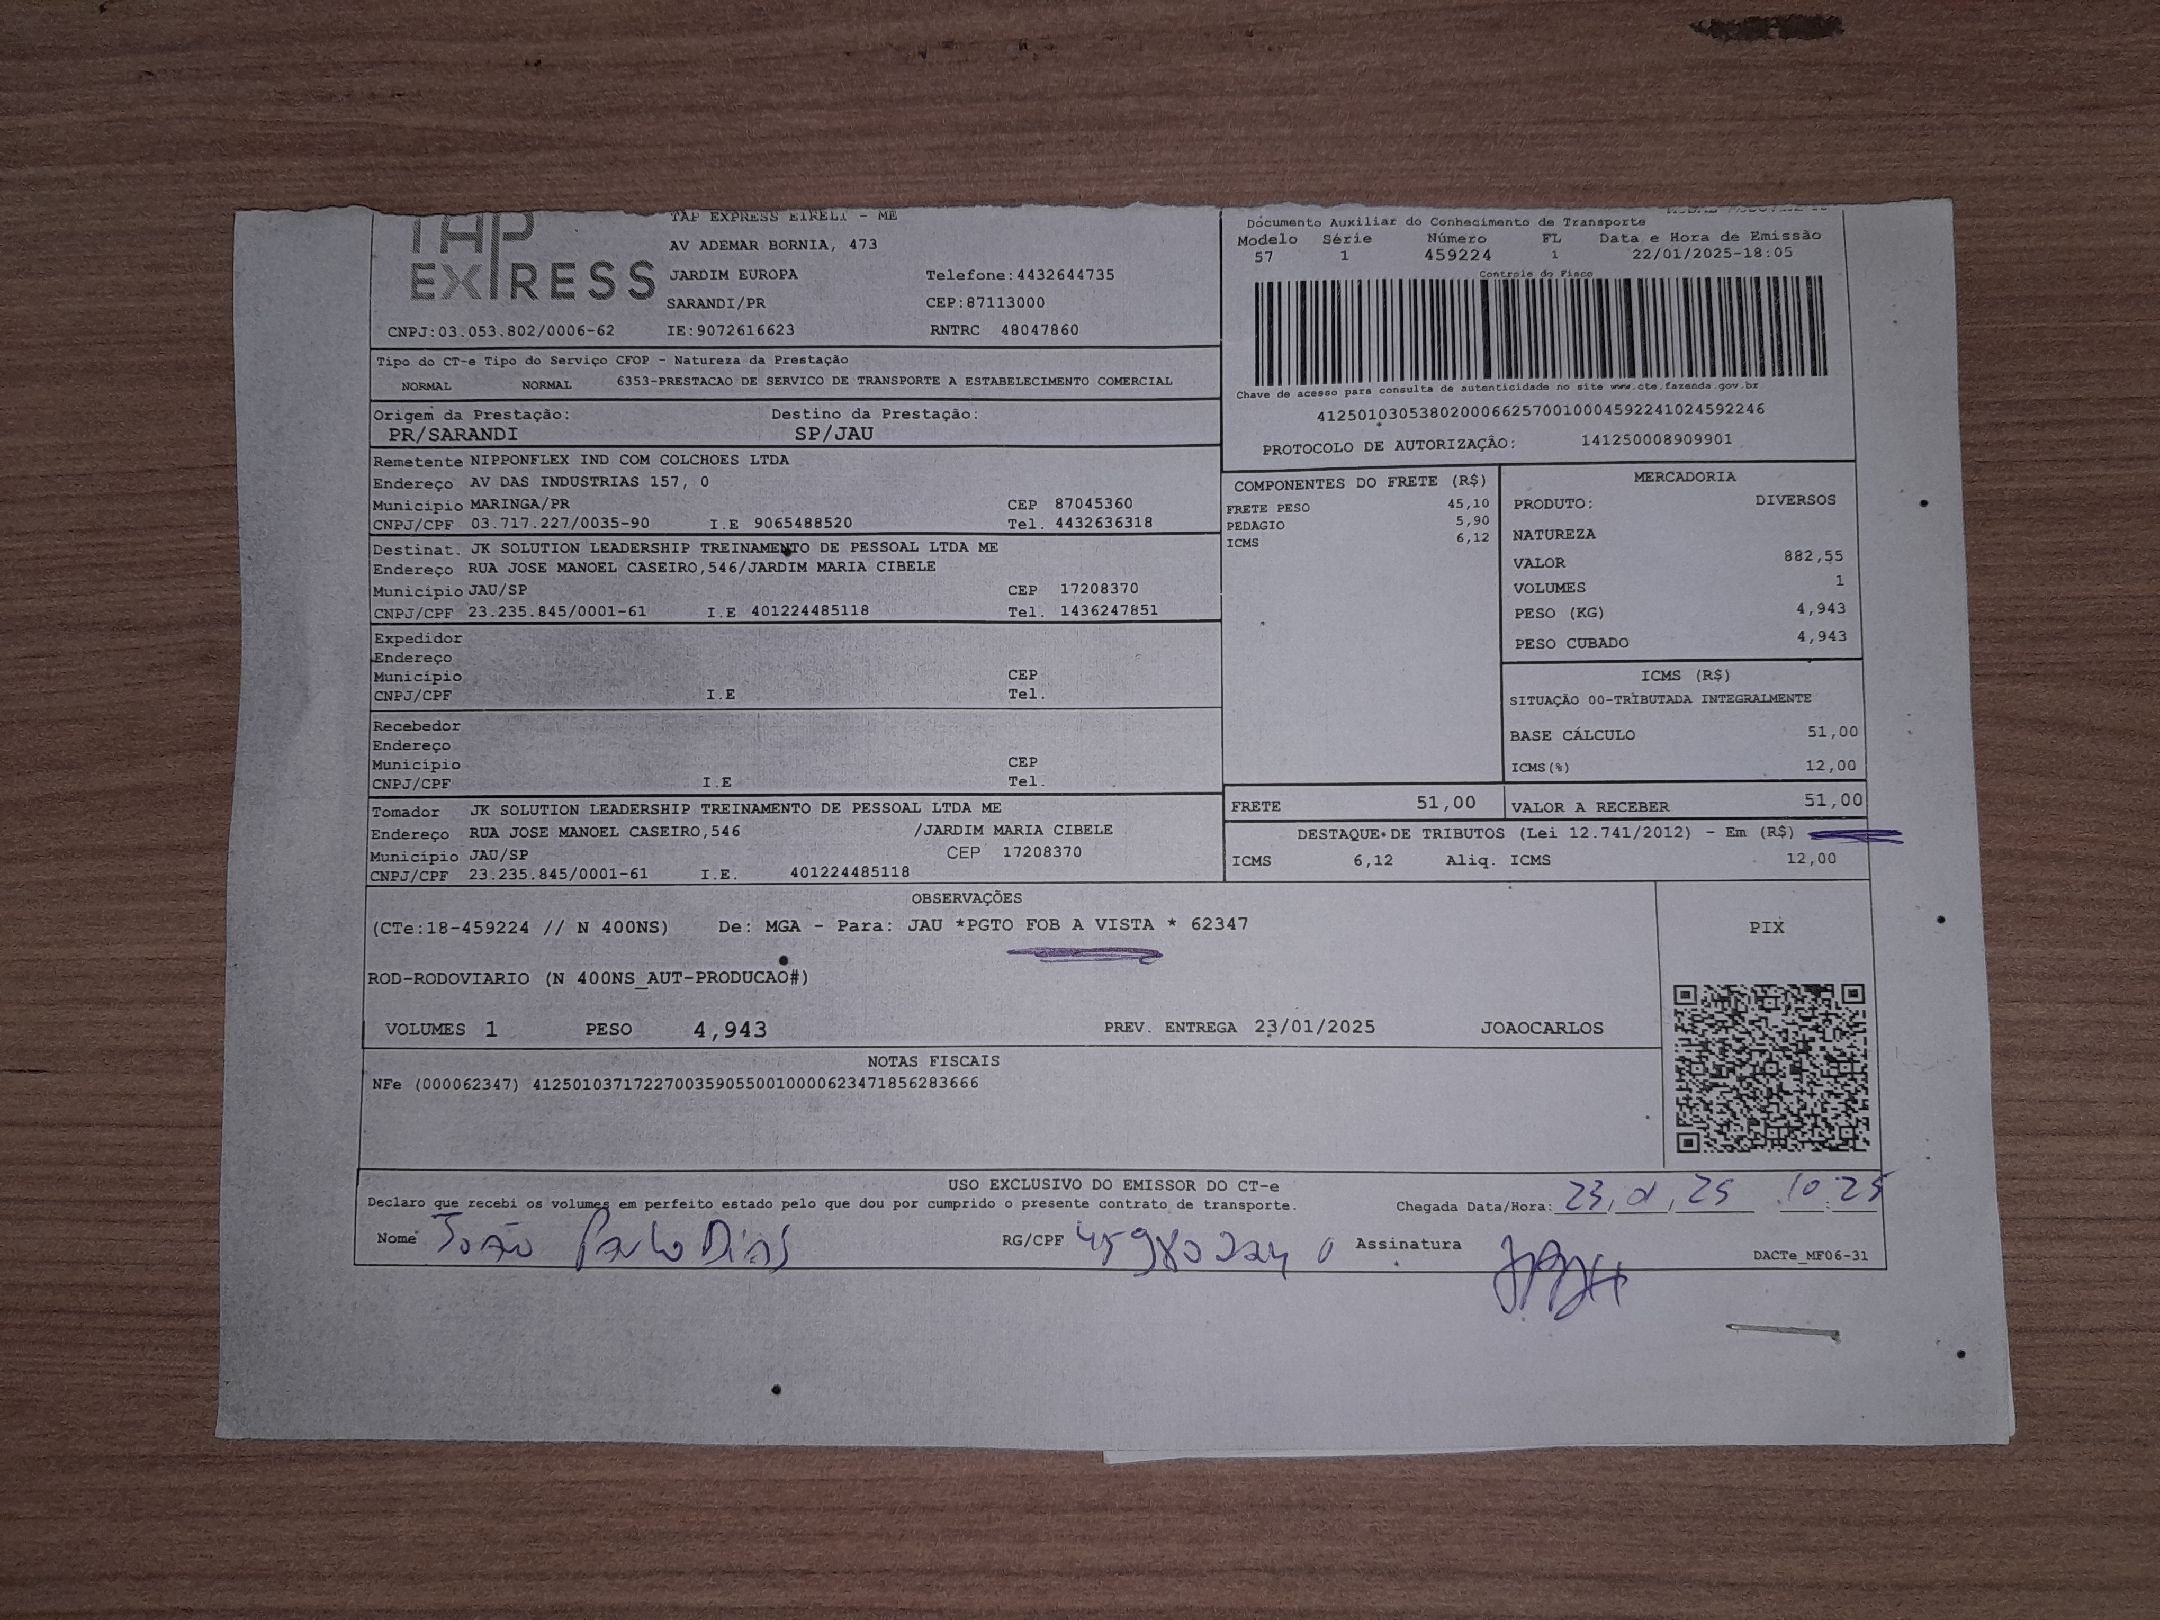 TAP
EXPRESS
TAP EXPRESS EIRELI - ME
AV ADEMAR BORNIA, 473
JARDIM EUROPA Telefone:4432644735
SARANDI/PR CEP:87113000
CNPJ:03.053.802/0006-62 IE:9072616623 RNTRC 48047860
Documento Auxiliar do Conhecimento de Transporte
Modelo Série Número FL Data e Hora de Emissão
57 1 459224 1 22/01/2025-18:05
Controle do Fisco
Chave de acesso para consulta de autenticidade no site www.cte.fazenda.gov.br
41250103053802000662570010004592241024592246
PROTOCOLO DE AUTORIZAÇÃO: 141250008909901
Tipo do CT-e Tipo do Serviço CFOP - Natureza da Prestação
NORMAL NORMAL 6353-PRESTACAO DE SERVICO DE TRANSPORTE A ESTABELECIMENTO COMERCIAL
Origem da Prestação: Destino da Prestação:
PR/SARANDI SP/JAU
Remetente NIPPONFLEX IND COM COLCHOES LTDA
Endereço AV DAS INDUSTRIAS 157, 0
Município MARINGA/PR CEP 87045360
CNPJ/CPF 03.717.227/0035-90 I.E 9065488520 Tel. 4432636318
Destinat. JK SOLUTION LEADERSHIP TREINAMENTO DE PESSOAL LTDA ME
Endereço RUA JOSE MANOEL CASEIRO,546/JARDIM MARIA CIBELE
Município JAU/SP CEP 17208370
CNPJ/CPF 23.235.845/0001-61 I.E 401224485118 Tel. 1436247851
Expedidor
Endereço
Município CEP
CNPJ/CPF I.E Tel.
Recebedor
Endereço
Município CEP
CNPJ/CPF I.E Tel.
Tomador JK SOLUTION LEADERSHIP TREINAMENTO DE PESSOAL LTDA ME
Endereço RUA JOSE MANOEL CASEIRO,546 /JARDIM MARIA CIBELE
Município JAU/SP CEP 17208370
CNPJ/CPF 23.235.845/0001-61 I.E. 401224485118
COMPONENTES DO FRETE (R$)
FRETE PESO 45,10
PEDAGIO 5,90
ICMS 6,12
MERCADORIA
PRODUTO: DIVERSOS
NATUREZA
VALOR 882,55
VOLUMES 1
PESO (KG) 4,943
PESO CUBADO 4,943
ICMS (R$)
SITUAÇÃO 00-TRIBUTADA INTEGRALMENTE
BASE CÁLCULO 51,00
ICMS(%) 12,00
FRETE 51,00 VALOR A RECEBER 51,00
DESTAQUE DE TRIBUTOS (Lei 12.741/2012) - Em (R$)
ICMS 6,12 Aliq. ICMS 12,00
OBSERVAÇÕES
(CTe:18-459224 // N 400NS) De: MGA - Para: JAU *PGTO FOB A VISTA * 62347
ROD-RODOVIARIO (N 400NS_AUT-PRODUCAO#)
VOLUMES 1 PESO 4,943 PREV. ENTREGA 23/01/2025 JOAOCARLOS
PIX
NOTAS FISCAIS
NFe (000062347) 41250103717227003590550010000623471856283666
USO EXCLUSIVO DO EMISSOR DO CT-e
Declaro que recebi os volumes em perfeito estado pelo que dou por cumprido o presente contrato de transporte. Chegada Data/Hora: 23, 01, 25 10:25
Nome João Paulo Dias RG/CPF Assinatura
DACTe_MF06-31